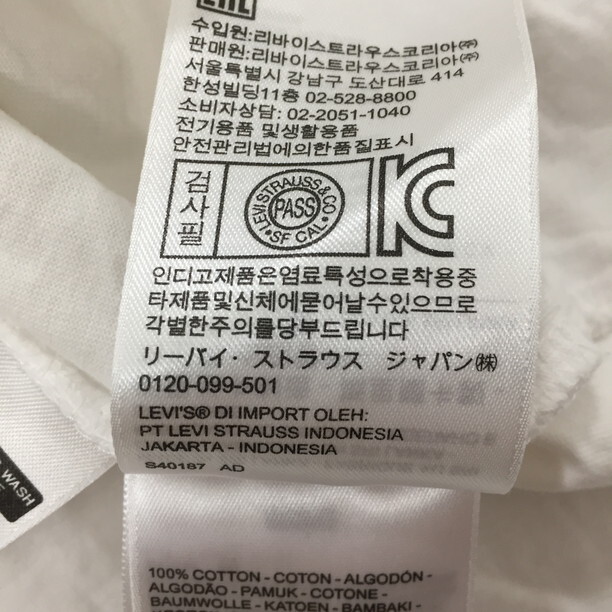 EAC
수입원:리바이스트라우스코리아㈜
판매원:리바이스트라우스코리아㈜
서울특별시 강남구 도산대로 414
한성빌딩11층 02-528-8800
소비자상담: 02-2051-1040
전기용품 및생활용품
안전관리법에의한품질표시
검사필
LEVI STRAUSS & CO
PASS
SF CAL
KC
인디고제품은염료특성으로착용중
타제품및신체에묻어날수있으므로
각별한주의를당부드립니다
リーバイ・ストラウス ジャパン㈱
0120-099-501
LEVI'S® DI IMPORT OLEH:
PT LEVI STRAUSS INDONESIA
JAKARTA - INDONESIA
S40187 AD
WASH
100% COTTON - COTON - ALGODÓN -
ALGODÃO - PAMUK - COTONE -
BAUMWOLLE - KATOEN - BAMBAKI -